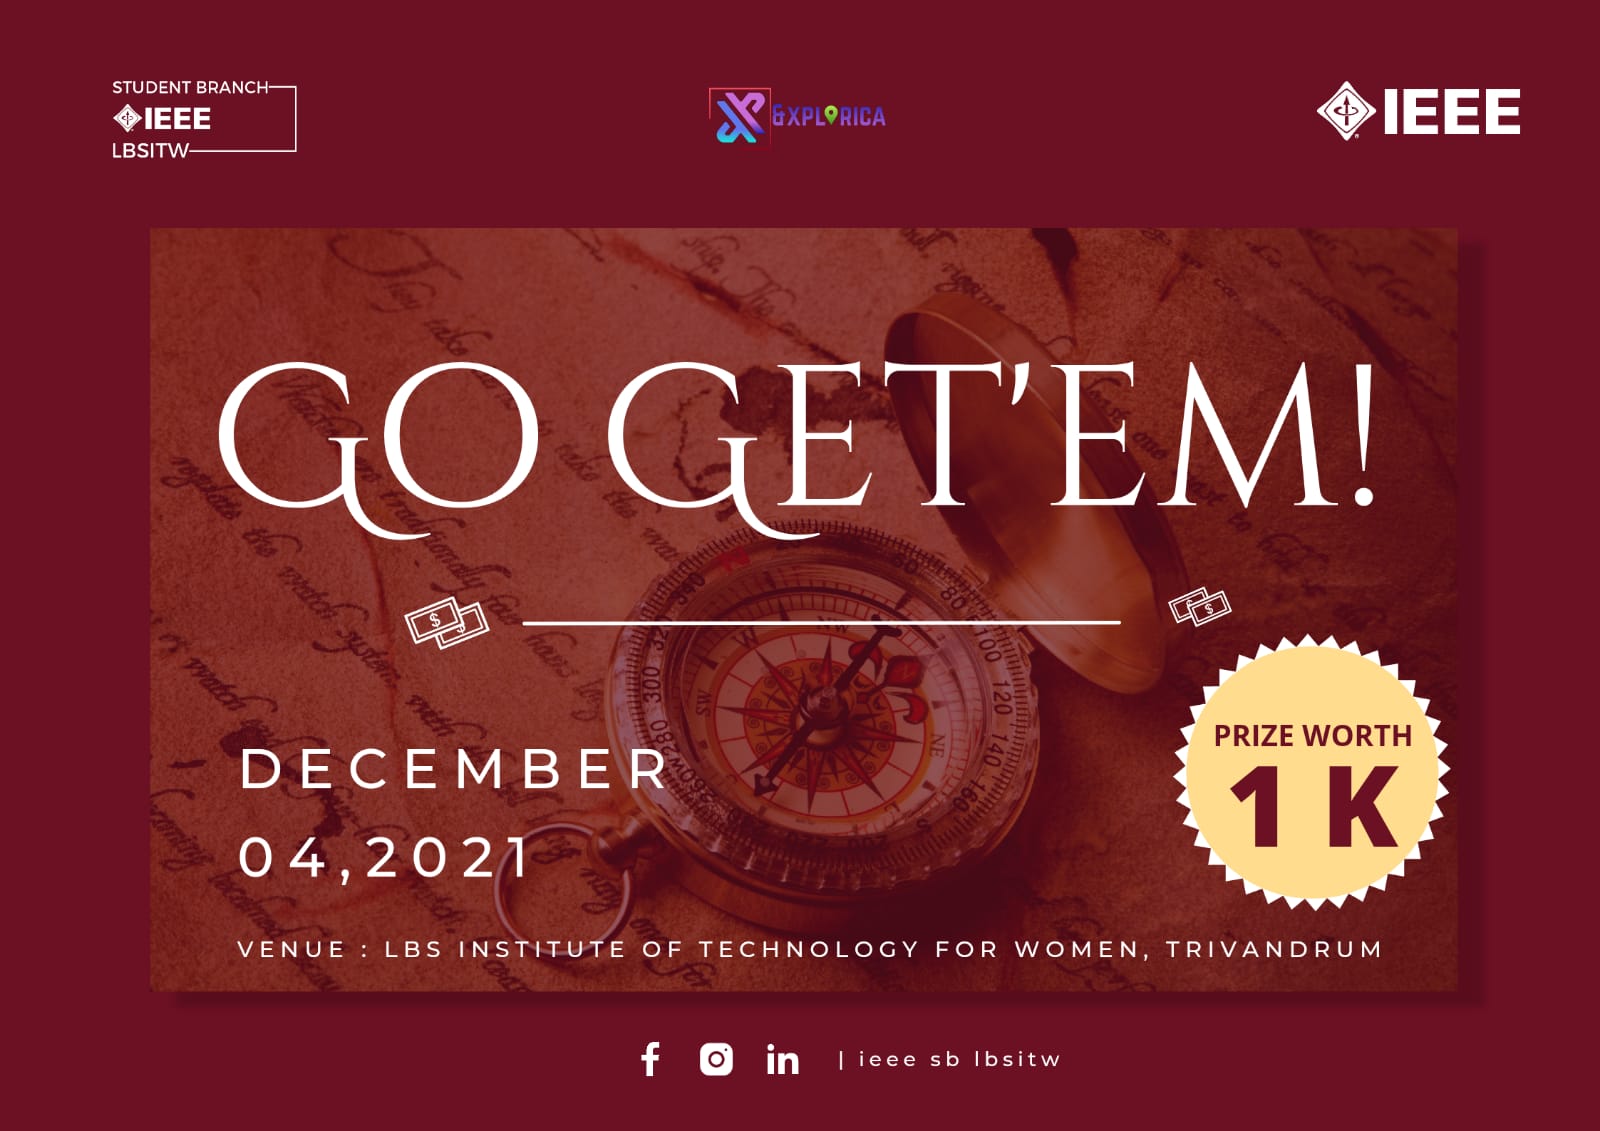 STUDENT BRANCH
IEEE
LBSITW
&XPLORICA
IEEE
GO GET'EM!
DECEMBER
04,2021
PRIZE WORTH
1 K
VENUE : LBS INSTITUTE OF TECHNOLOGY FOR WOMEN, TRIVANDRUM
| ieee sb lbsitw